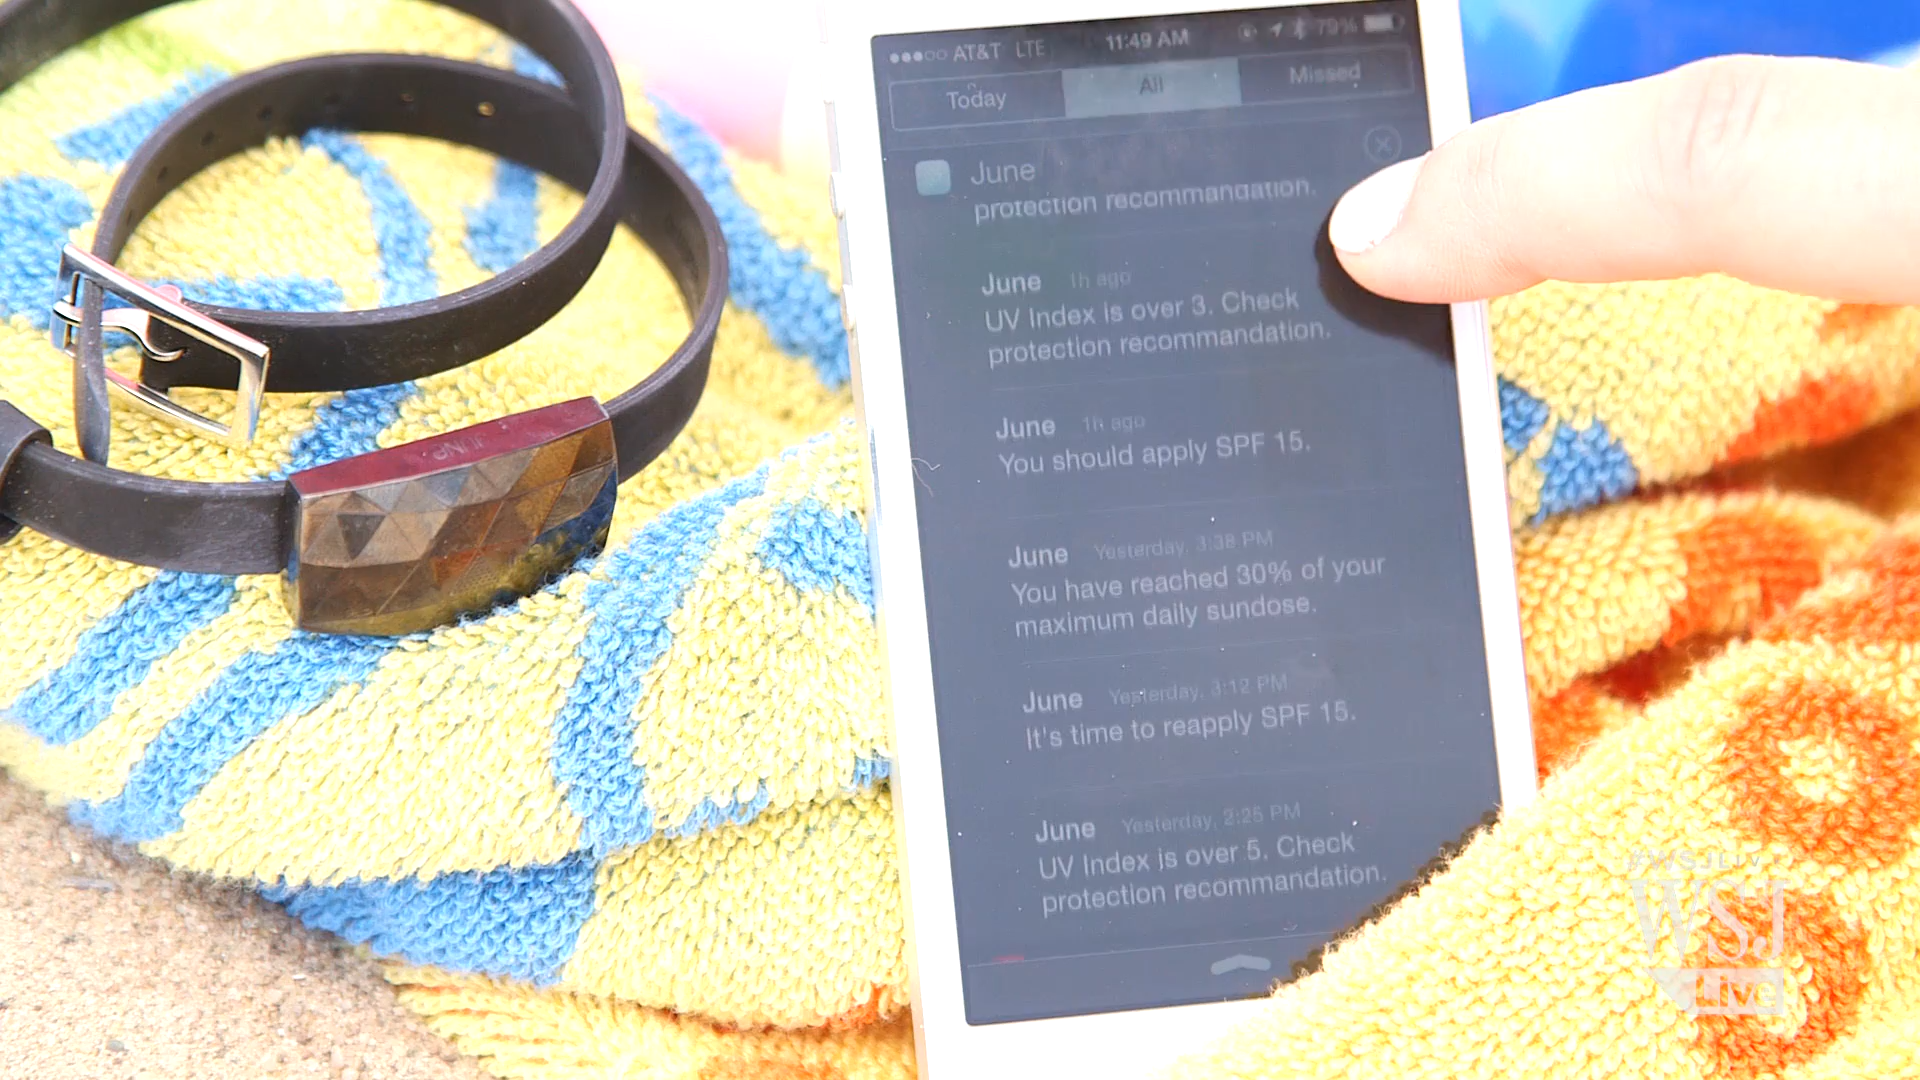 AT&T LTE 11:49 AM 79%
Today All Missed
June
protection recommandation.
June 1h ago
UV Index is over 3. Check
protection recommandation.
June 1h ago
You should apply SPF 15.
June Yesterday, 3:38 PM
You have reached 30% of your
maximum daily sundose.
June Yesterday, 3:12 PM
It's time to reapply SPF 15.
June Yesterday, 2:25 PM
UV Index is over 5. Check
protection recommandation.
JUNE
#WSJLive
WSJ
Live